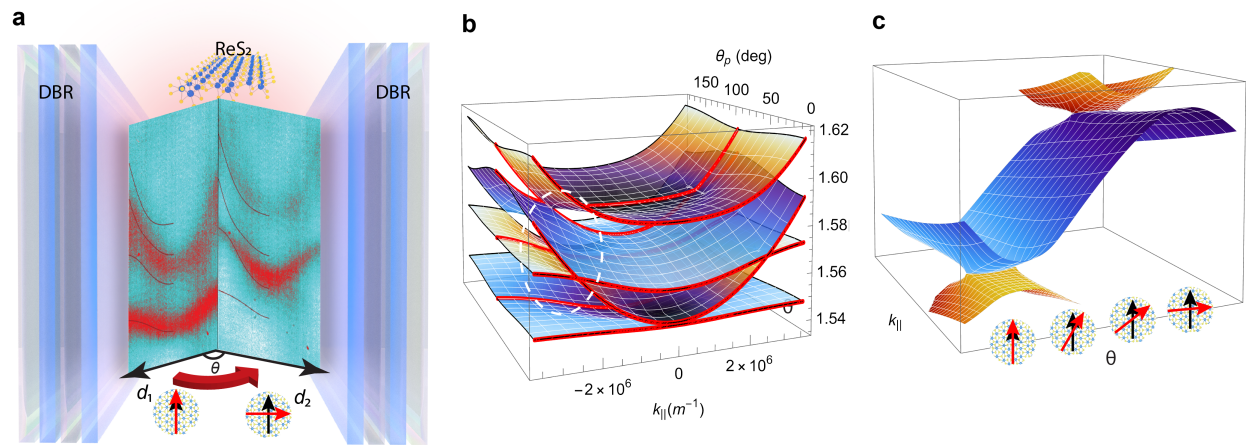 a
ReS₂
DBR
DBR
θ
d₁
d₂
b
θₚ (deg)
150
100
50
0
1.62
1.60
1.58
1.56
1.54
0
−2 × 10⁶
0
2 × 10⁶
k∥(m⁻¹)
c
k∥
θ